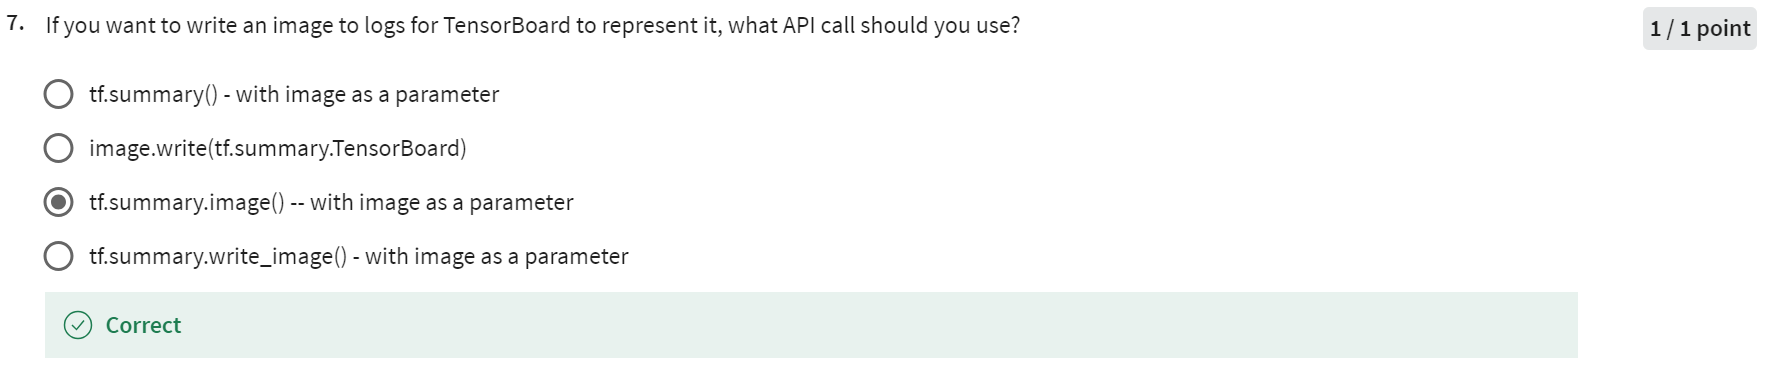 7. If you want to write an image to logs for TensorBoard to represent it, what API call should you use?
1 / 1 point
tf.summary() - with image as a parameter
image.write(tf.summary.TensorBoard)
tf.summary.image() -- with image as a parameter
tf.summary.write_image() - with image as a parameter
Correct